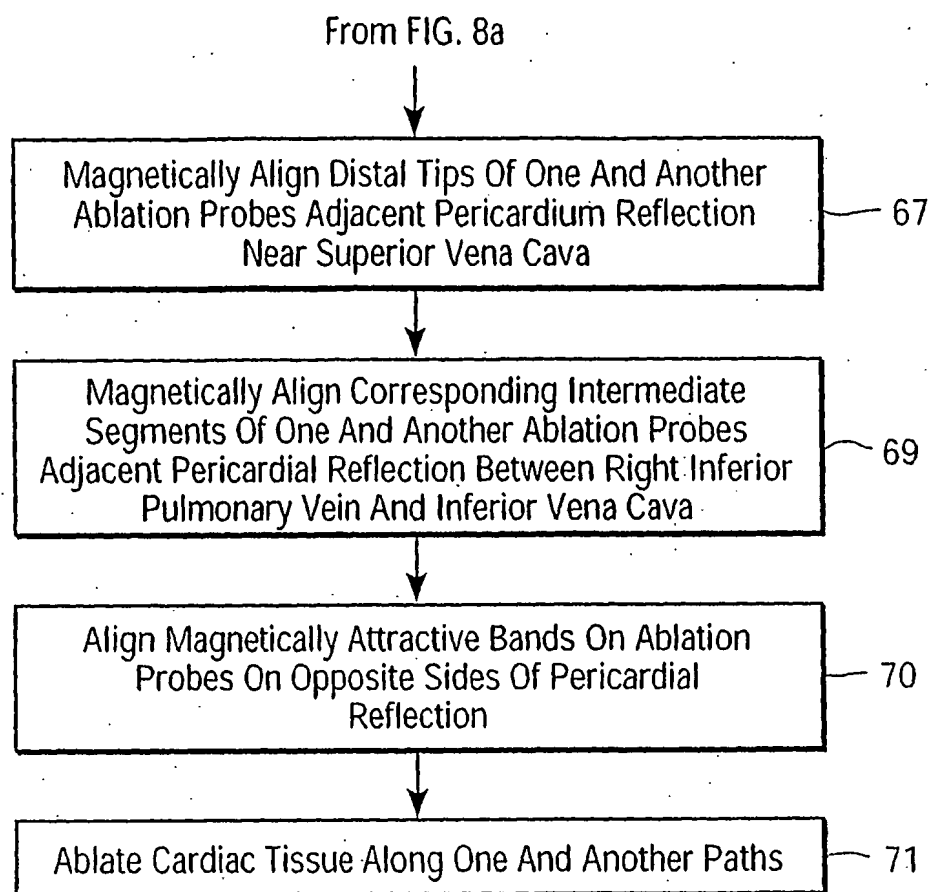 From FIG. 8a
Magnetically Align Distal Tips Of One And Another
Ablation Probes Adjacent Pericardium Reflection
Near Superior Vena Cava
67
Magnetically Align Corresponding Intermediate
Segments Of One And Another Ablation Probes
Adjacent Pericardial Reflection Between Right Inferior
Pulmonary Vein And Inferior Vena Cava
69
Align Magnetically Attractive Bands On Ablation
Probes On Opposite Sides Of Pericardial
Reflection
70
Ablate Cardiac Tissue Along One And Another Paths
71